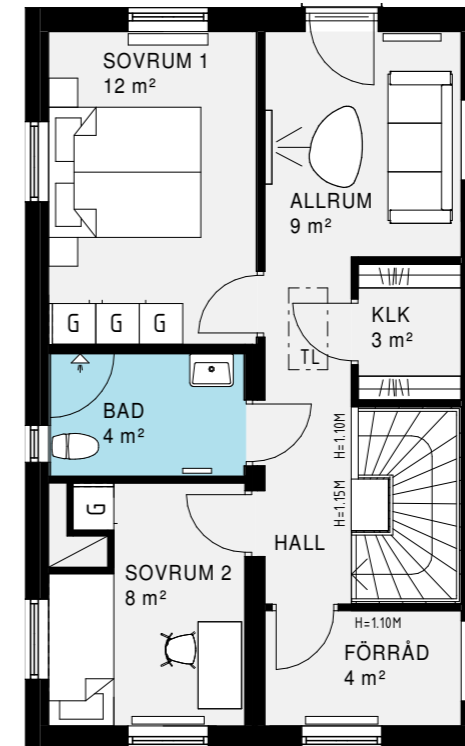 SOVRUM 1
12 m²
ALLRUM
9 m²
KLK
3 m²
G G G
TL
BAD
4 m²
H=1.10M
H=1.15M
G
HALL
SOVRUM 2
8 m²
H=1.10M
FÖRRÅD
4 m²